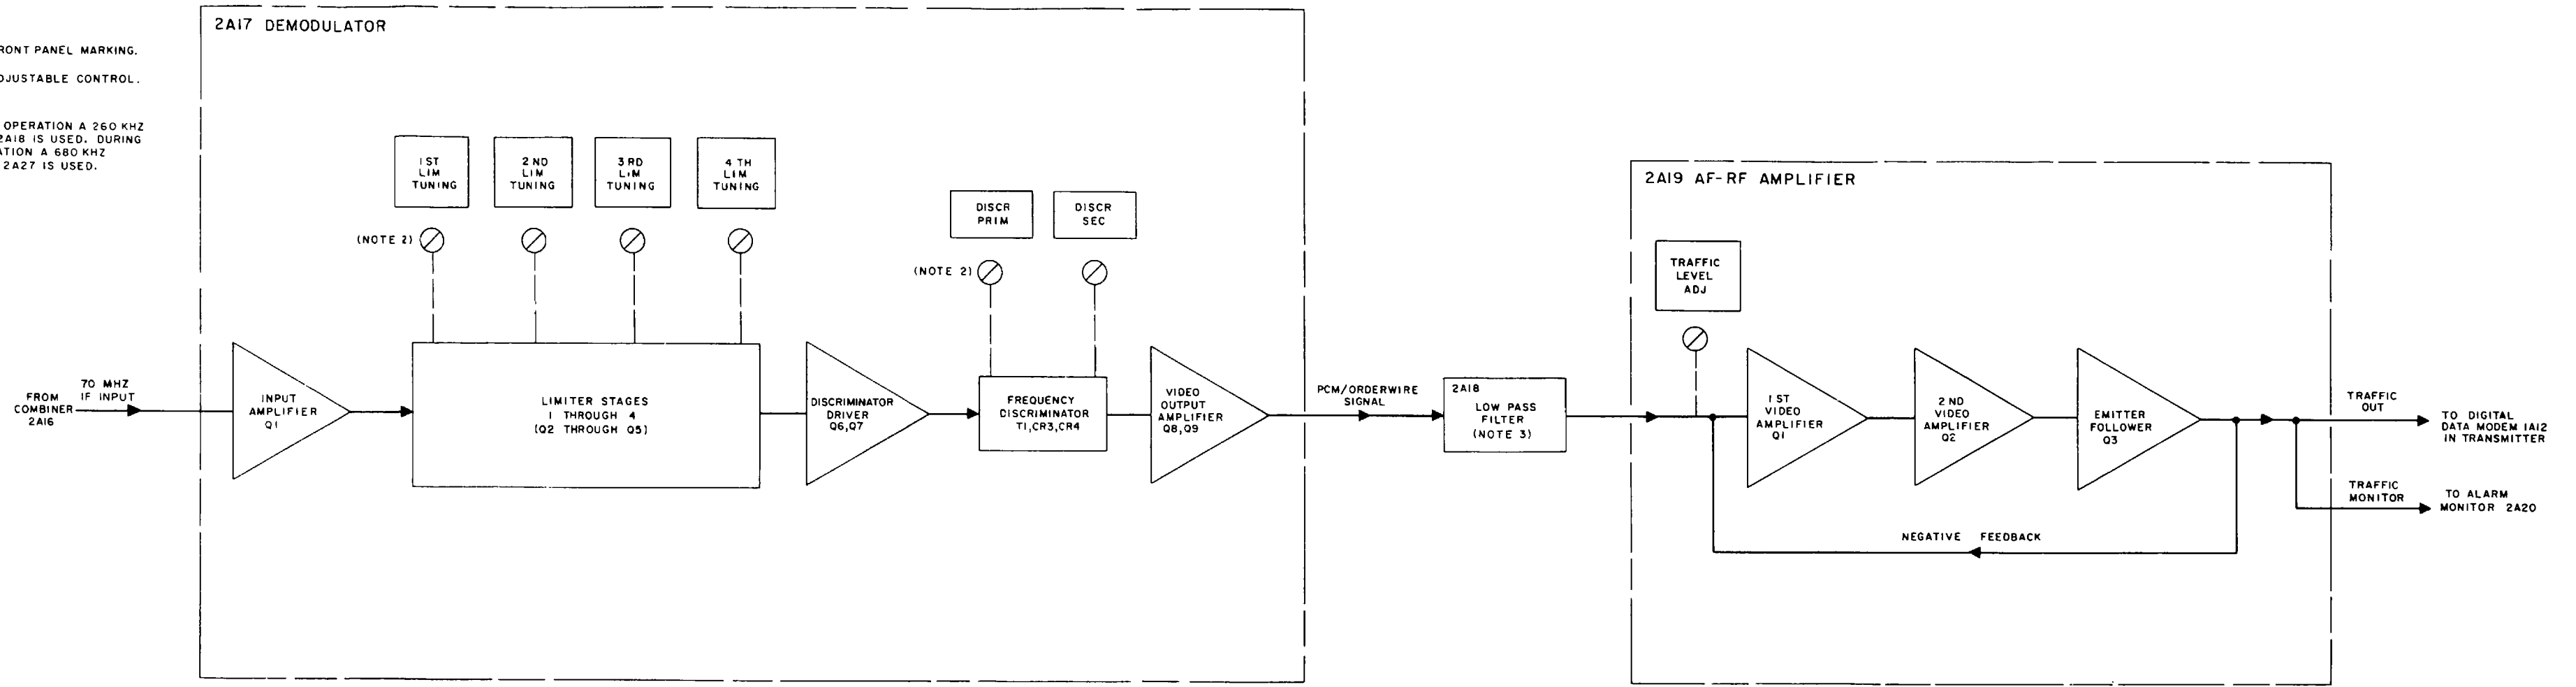 RONT PANEL MARKING.
DJUSTABLE CONTROL.
OPERATION A 260 KHZ
2A18 IS USED. DURING
ATION A 680 KHZ
2A27 IS USED.
2A17 DEMODULATOR
1ST
LIM
TUNING
2ND
LIM
TUNING
3RD
LIM
TUNING
4TH
LIM
TUNING
(NOTE 2)
DISCR
PRIM
DISCR
SEC
(NOTE 2)
FROM
COMBINER
2A16
70 MHZ
IF INPUT
INPUT
AMPLIFIER
Q1
LIMITER STAGES
1 THROUGH 4
(Q2 THROUGH Q5)
DISCRIMINATOR
DRIVER
Q6,Q7
FREQUENCY
DISCRIMINATOR
T1,CR3,CR4
VIDEO
OUTPUT
AMPLIFIER
Q8,Q9
PCM/ORDERWIRE
SIGNAL
2A18
LOW PASS
FILTER
(NOTE 3)
2A19 AF-RF AMPLIFIER
TRAFFIC
LEVEL
ADJ
1ST
VIDEO
AMPLIFIER
Q1
2ND
VIDEO
AMPLIFIER
Q2
EMITTER
FOLLOWER
Q3
NEGATIVE FEEDBACK
TRAFFIC
OUT
TO DIGITAL
DATA MODEM 1A12
IN TRANSMITTER
TRAFFIC
MONITOR
TO ALARM
MONITOR 2A20